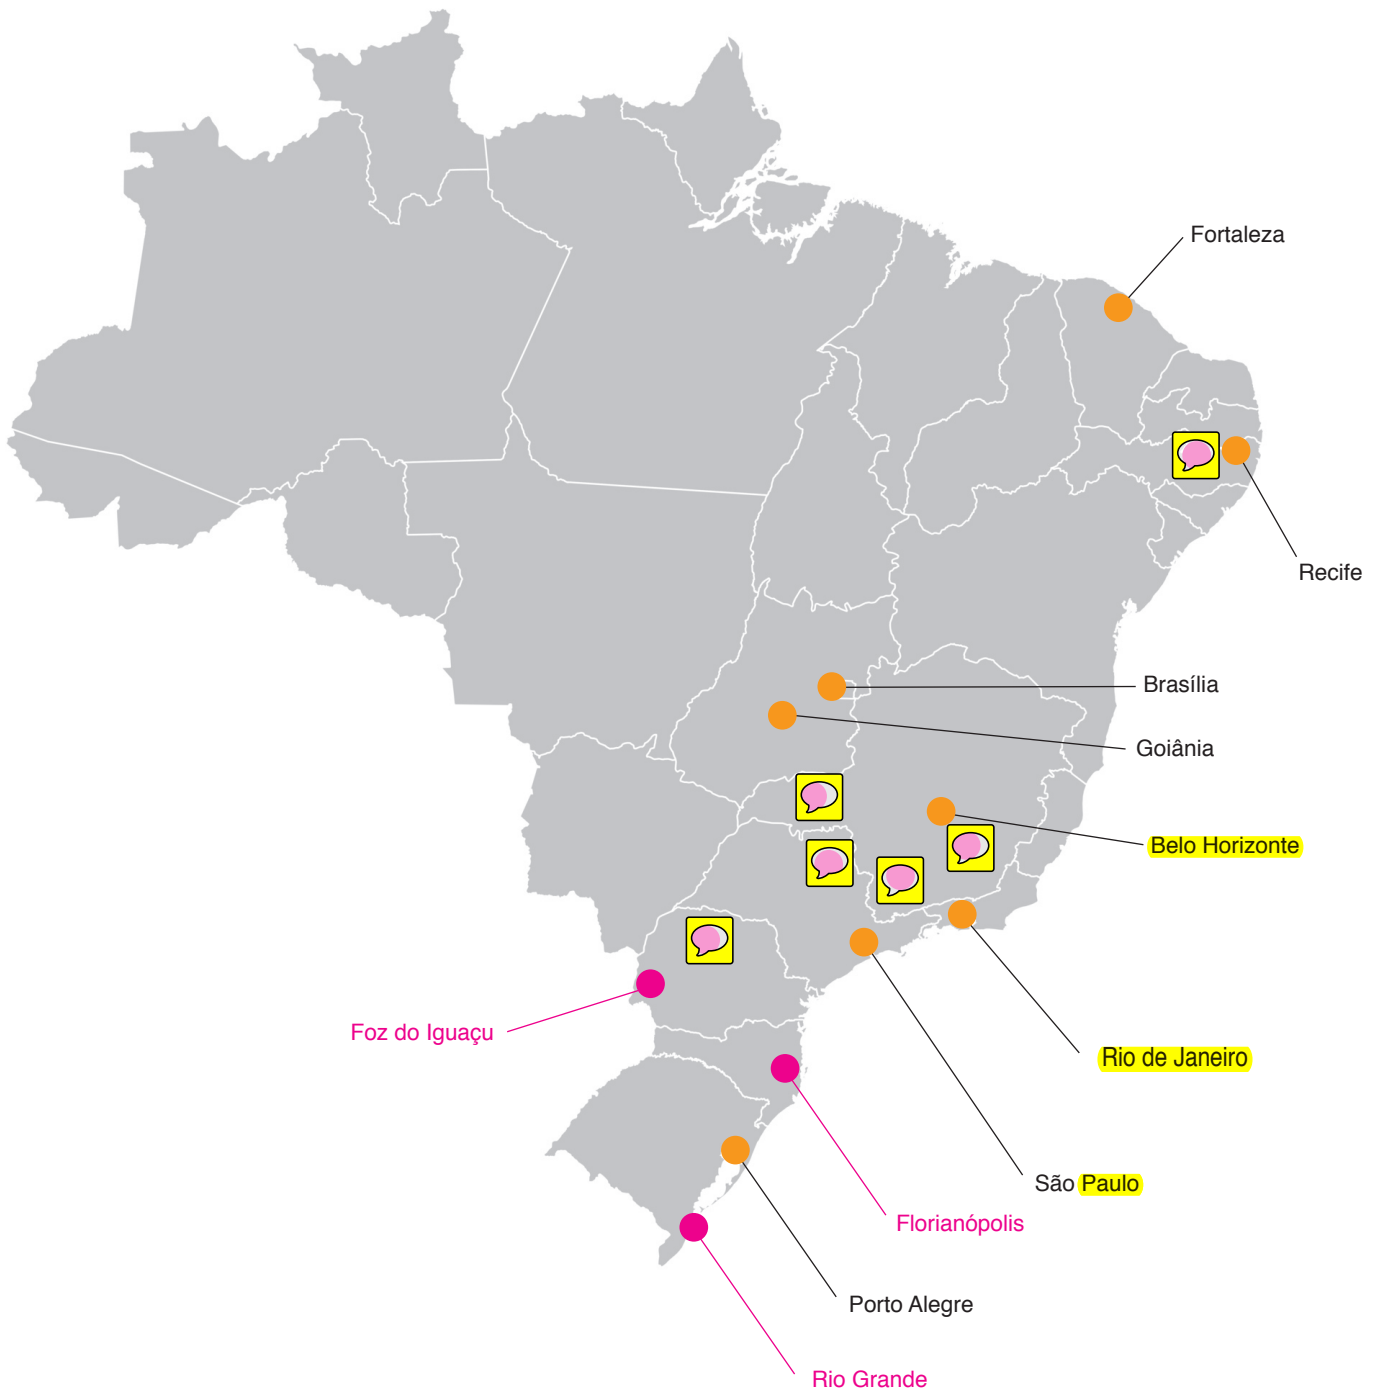 Fortaleza
Recife
Brasília
Goiânia
Belo Horizonte
Foz do Iguaçu
Rio de Janeiro
São Paulo
Florianópolis
Porto Alegre
Rio Grande